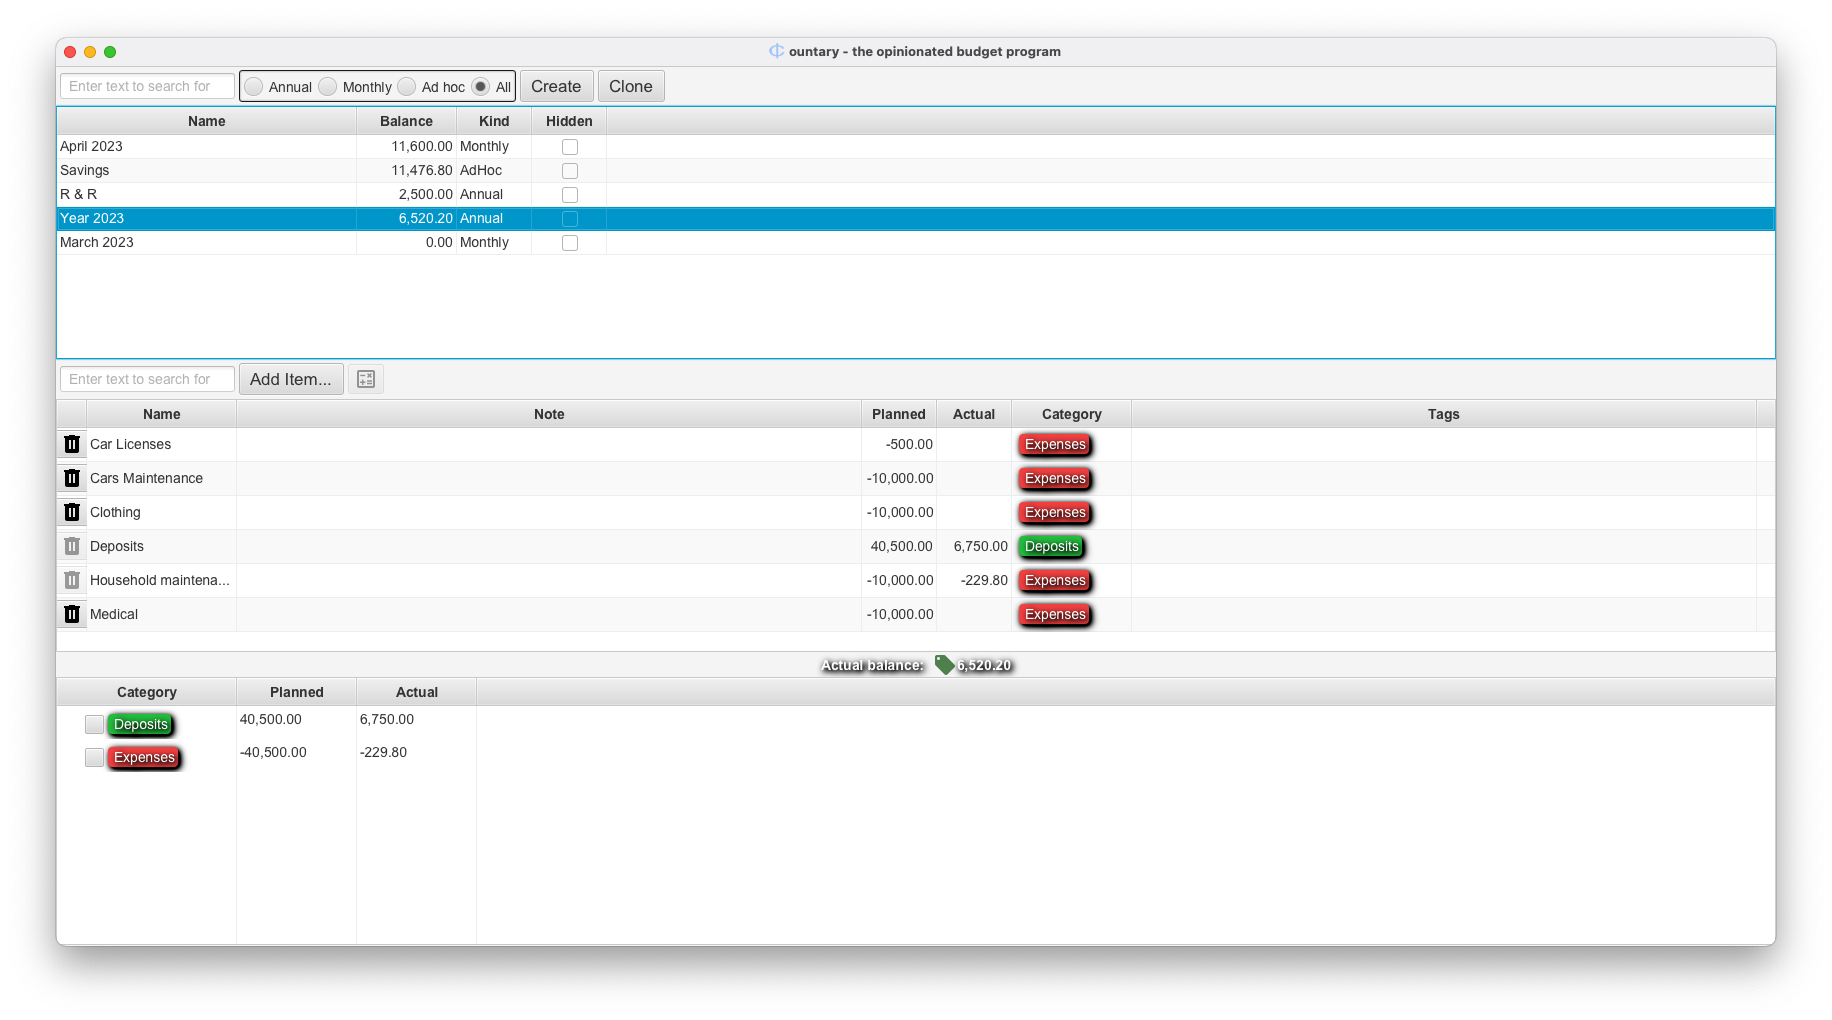 ountary - the opinionated budget program
Enter text to search for Annual Monthly Ad hoc All Create Clone
Name Balance Kind Hidden
April 2023 11,600.00 Monthly
Savings 11,476.80 AdHoc
R & R 2,500.00 Annual
Year 2023 6,520.20 Annual
March 2023 0.00 Monthly
Enter text to search for Add Item...
Name Note Planned Actual Category Tags
Car Licenses -500.00 Expenses
Cars Maintenance -10,000.00 Expenses
Clothing -10,000.00 Expenses
Deposits 40,500.00 6,750.00 Deposits
Household maintena... -10,000.00 -229.80 Expenses
Medical -10,000.00 Expenses
Actual balance: 6,520.20
Category Planned Actual
Deposits 40,500.00 6,750.00
Expenses -40,500.00 -229.80